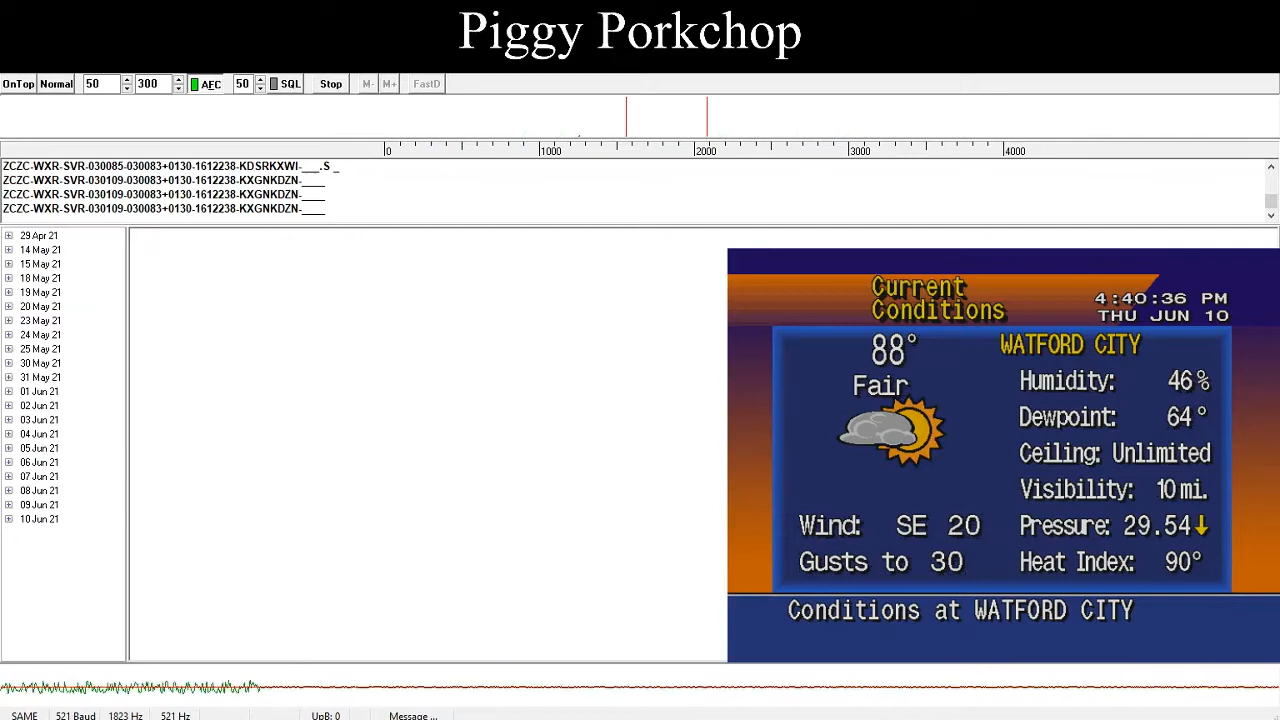 Piggy Porkchop
OnTop Normal 50 300 AFC 50 SQL Stop M- M+ FastD
0 1000 2000 3000 4000
ZCZC-WXR-SVR-030085-030083+0130-1612238-KDSRKXWI-___.S _
ZCZC-WXR-SVR-030109-030083+0130-1612238-KXGNKDZN-____
ZCZC-WXR-SVR-030109-030083+0130-1612238-KXGNKDZN-____
ZCZC-WXR-SVR-030109-030083+0130-1612238-KXGNKDZN-____
29 Apr 21
14 May 21
15 May 21
18 May 21
19 May 21
20 May 21
23 May 21
24 May 21
25 May 21
30 May 21
31 May 21
01 Jun 21
02 Jun 21
03 Jun 21
04 Jun 21
05 Jun 21
06 Jun 21
07 Jun 21
08 Jun 21
09 Jun 21
10 Jun 21
Current
Conditions
4:40:36 PM
THU JUN 10
88°
Fair
WATFORD CITY
Humidity: 46%
Dewpoint: 64°
Ceiling: Unlimited
Visibility: 10 mi.
Wind: SE 20
Gusts to 30
Pressure: 29.54↓
Heat Index: 90°
Conditions at WATFORD CITY
SAME 521 Baud 1823 Hz 521 Hz UpB: 0 Message ...